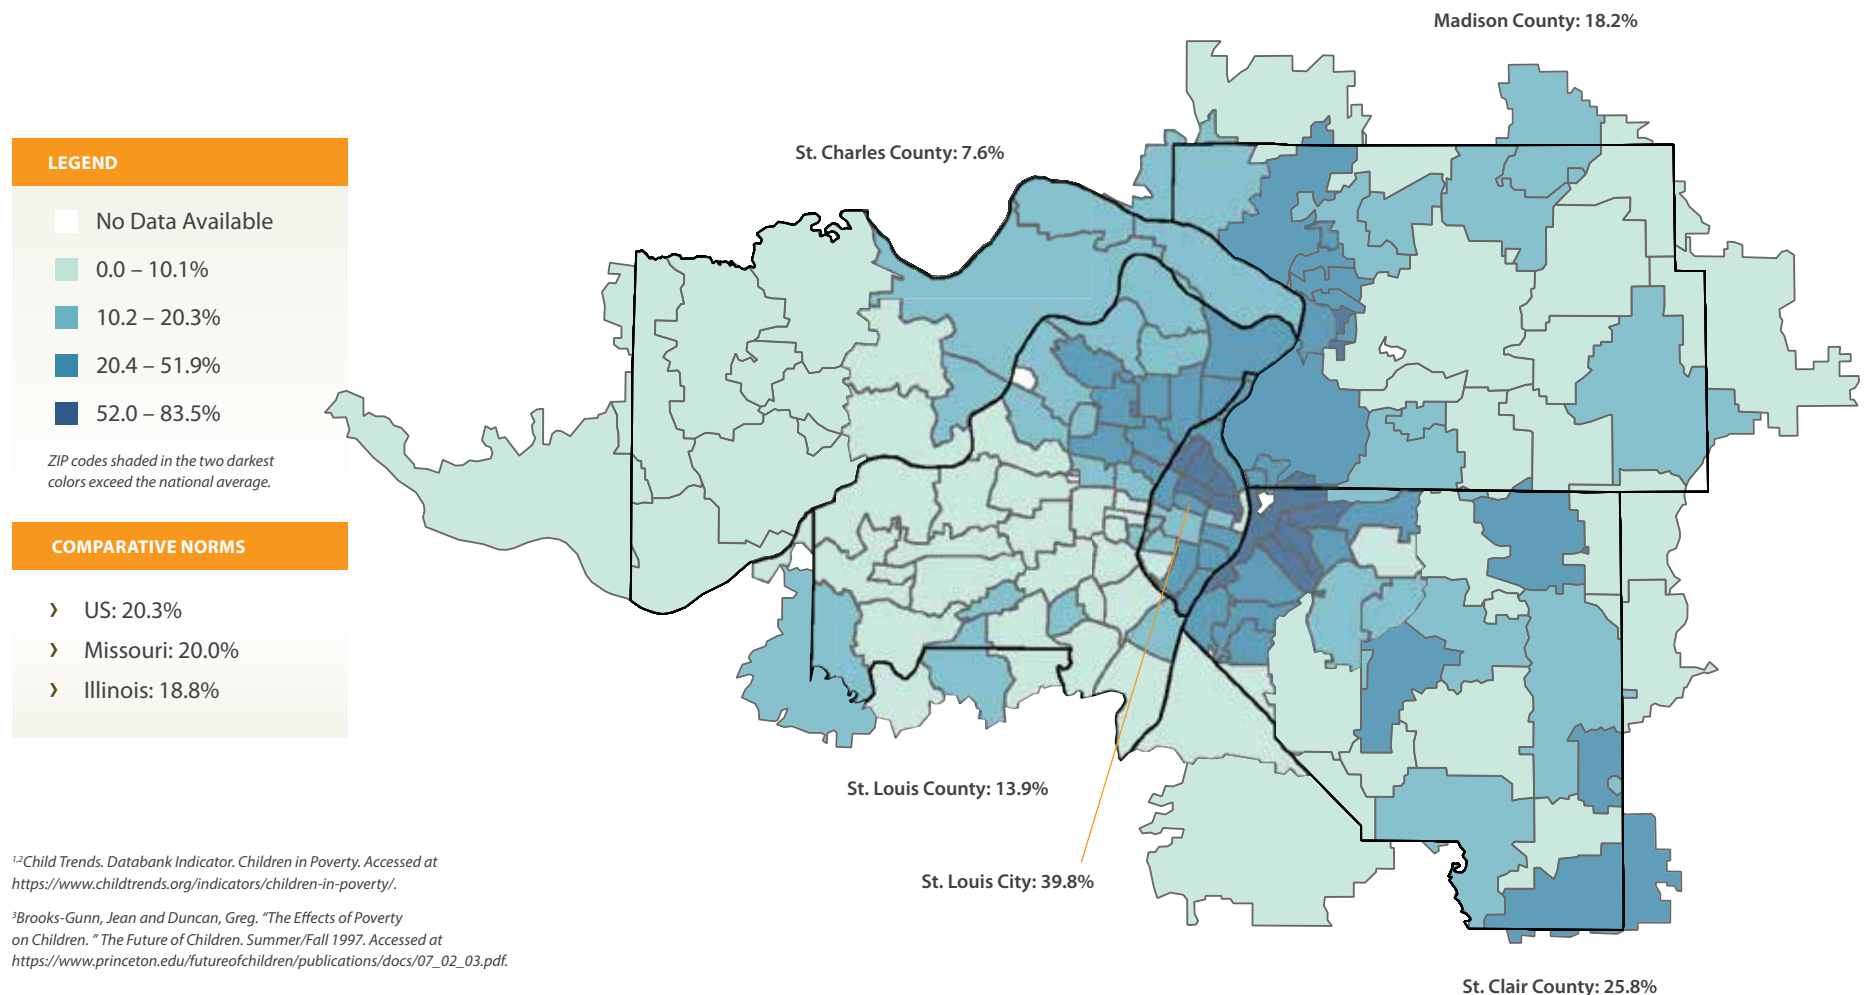 Madison County: 18.2%
St. Charles County: 7.6%
LEGEND
No Data Available
0.0 – 10.1%
10.2 – 20.3%
20.4 – 51.9%
52.0 – 83.5%
ZIP codes shaded in the two darkest
colors exceed the national average.
COMPARATIVE NORMS
› US: 20.3%
› Missouri: 20.0%
› Illinois: 18.8%
St. Louis County: 13.9%
St. Louis City: 39.8%
1,2Child Trends. Databank Indicator. Children in Poverty. Accessed at
https://www.childtrends.org/indicators/children-in-poverty/.
3Brooks-Gunn, Jean and Duncan, Greg. “The Effects of Poverty
on Children. ” The Future of Children. Summer/Fall 1997. Accessed at
https://www.princeton.edu/futureofchildren/publications/docs/07_02_03.pdf.
St. Clair County: 25.8%